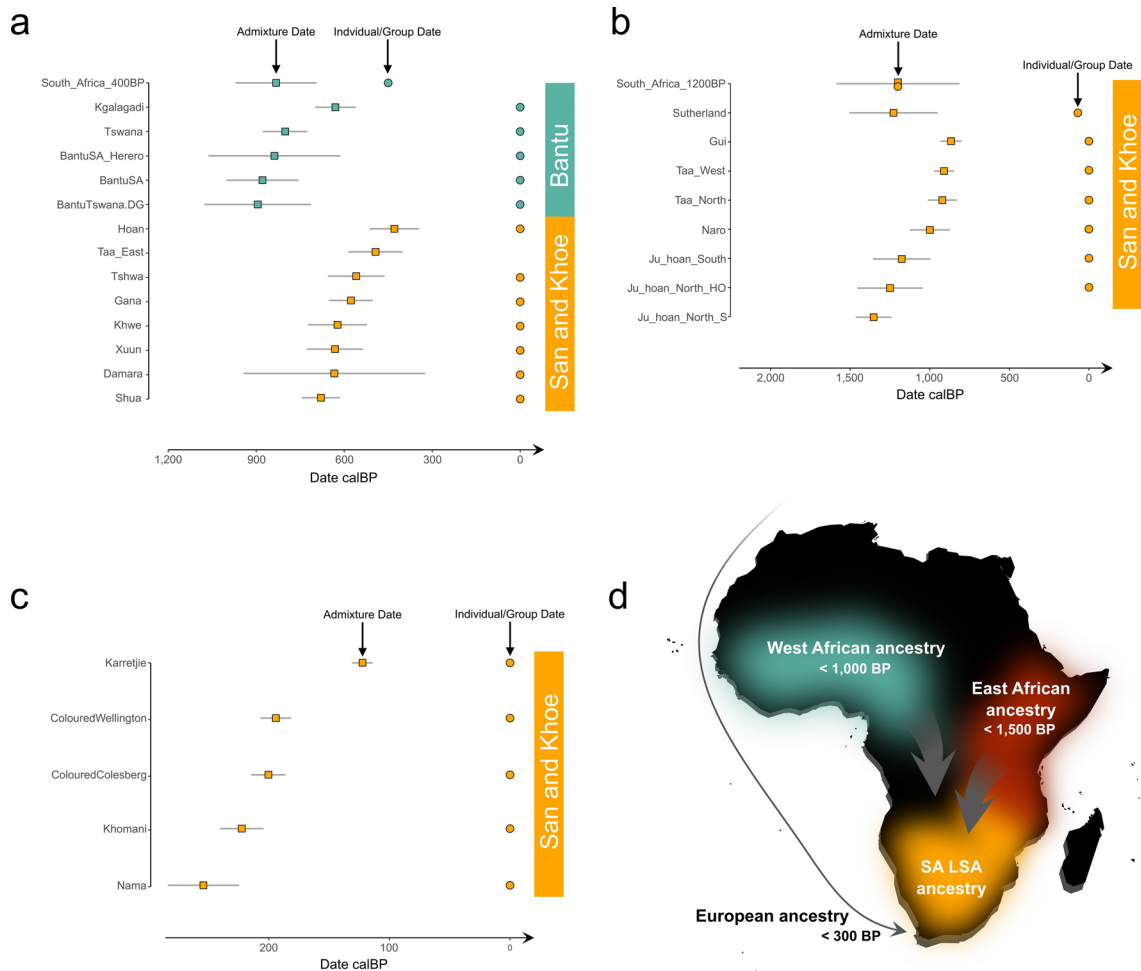 a
Admixture Date
Indvidual/Group Date
South_Africa_400BP
Kgalagadi
Tswana
BantuSA_Herero
BantuSA
BantuTswana.DG
Hoan
Taa_East
Tshwa
Gana
Khwe
Xuun
Damara
Shua
Bantu
San and Khoe
1,200
900
600
300
0
Date calBP
b
Admixture Date
Individual/Group Date
South_Africa_1200BP
Sutherland
Gui
Taa_West
Taa_North
Naro
Ju_hoan_South
Ju_hoan_North_HO
Ju_hoan_North_S
San and Khoe
2,000
1,500
1,000
500
0
Date calBP
c
Admixture Date
Individual/Group Date
Karretjie
ColouredWellington
ColouredColesberg
Khomani
Nama
San and Khoe
200
100
0
Date calBP
d
West African ancestry
< 1,000 BP
East African
ancestry
< 1,500 BP
SA LSA
ancestry
European ancestry
< 300 BP